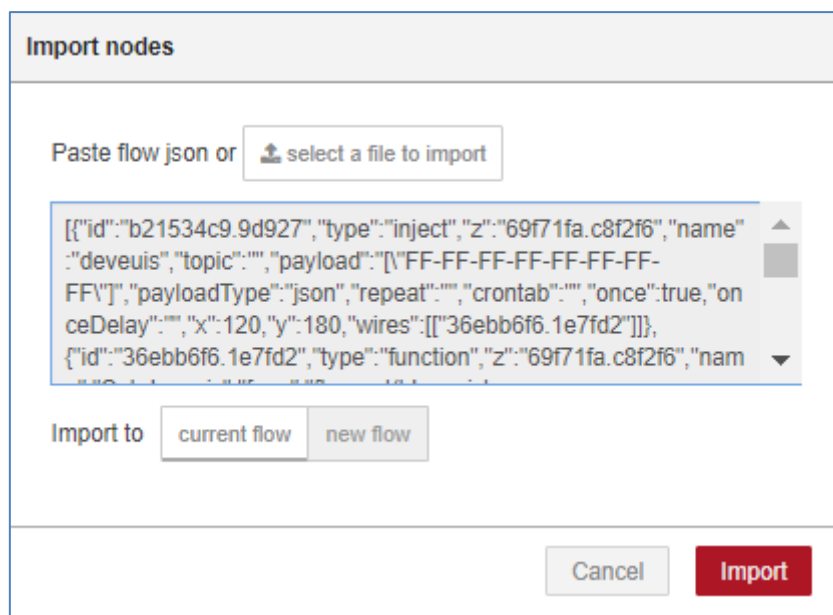 Import nodes
Paste flow json or select a file to import
[{"id":"b21534c9.9d927","type":"inject","z":"69f71fa.c8f2f6","name"
:"deveuis","topic":"","payload":"[\"FF-FF-FF-FF-FF-FF-FF-
FF\"]","payloadType":"json","repeat":"","crontab":"","once":true,"on
ceDelay":"","x":120,"y":180,"wires":[["36ebb6f6.1e7fd2"]]},
{"id":"36ebb6f6.1e7fd2","type":"function","z":"69f71fa.c8f2f6","nam
Import to current flow new flow
Cancel Import